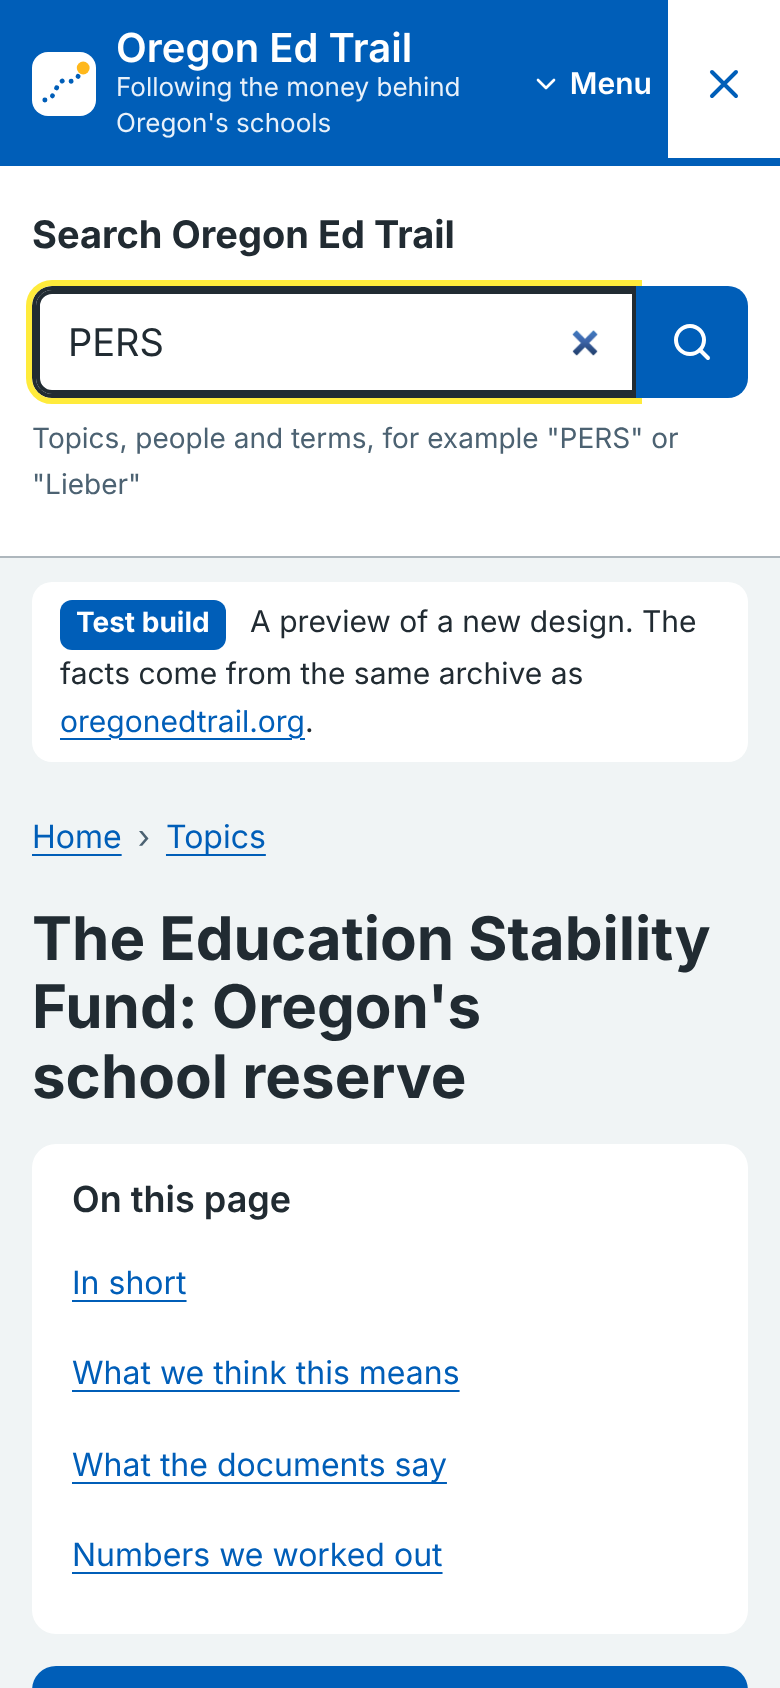 Oregon Ed Trail
Following the money behind
Oregon's schools
Menu
Search Oregon Ed Trail
PERS
Topics, people and terms, for example "PERS" or
"Lieber"
Test build A preview of a new design. The
facts come from the same archive as
oregonedtrail.org.
Home › Topics
The Education Stability
Fund: Oregon's
school reserve
On this page
In short
What we think this means
What the documents say
Numbers we worked out